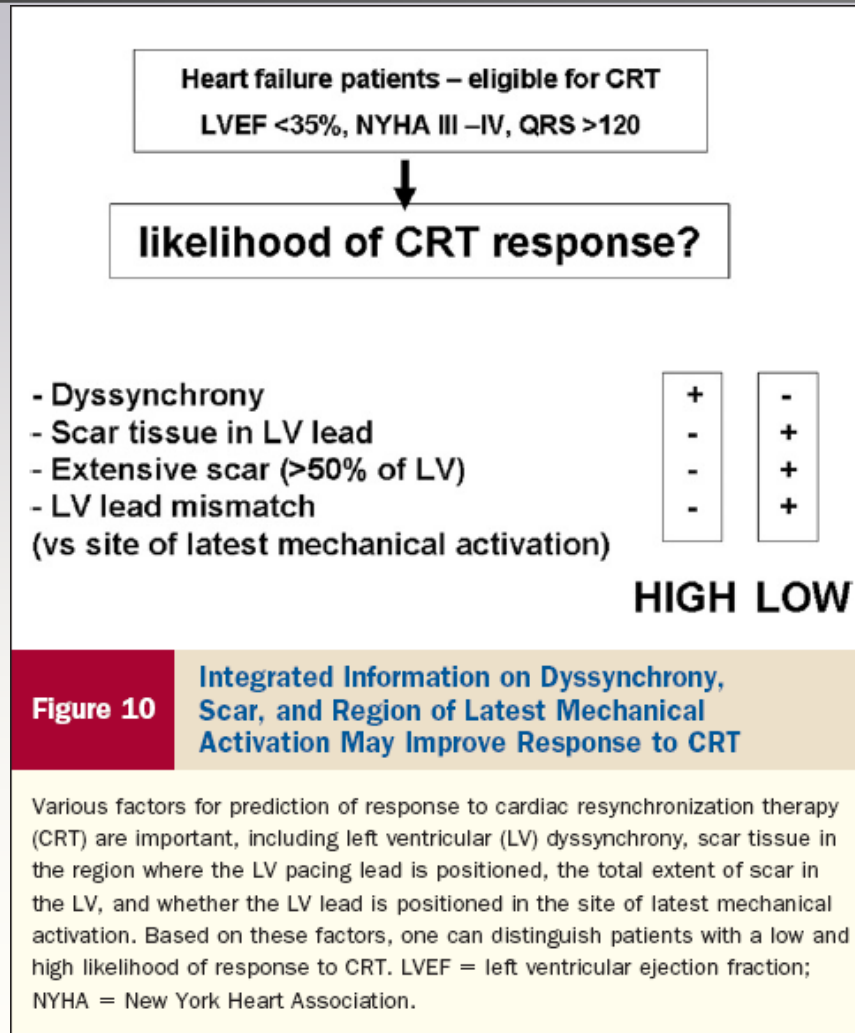 Heart failure patients – eligible for CRT
LVEF <35%, NYHA III –IV, QRS >120
likelihood of CRT response?
- Dyssynchrony + -
- Scar tissue in LV lead - +
- Extensive scar (>50% of LV) - +
- LV lead mismatch - +
(vs site of latest mechanical activation)
HIGH LOW
Figure 10
Integrated Information on Dyssynchrony,
Scar, and Region of Latest Mechanical
Activation May Improve Response to CRT
Various factors for prediction of response to cardiac resynchronization therapy
(CRT) are important, including left ventricular (LV) dyssynchrony, scar tissue in
the region where the LV pacing lead is positioned, the total extent of scar in
the LV, and whether the LV lead is positioned in the site of latest mechanical
activation. Based on these factors, one can distinguish patients with a low and
high likelihood of response to CRT. LVEF = left ventricular ejection fraction;
NYHA = New York Heart Association.